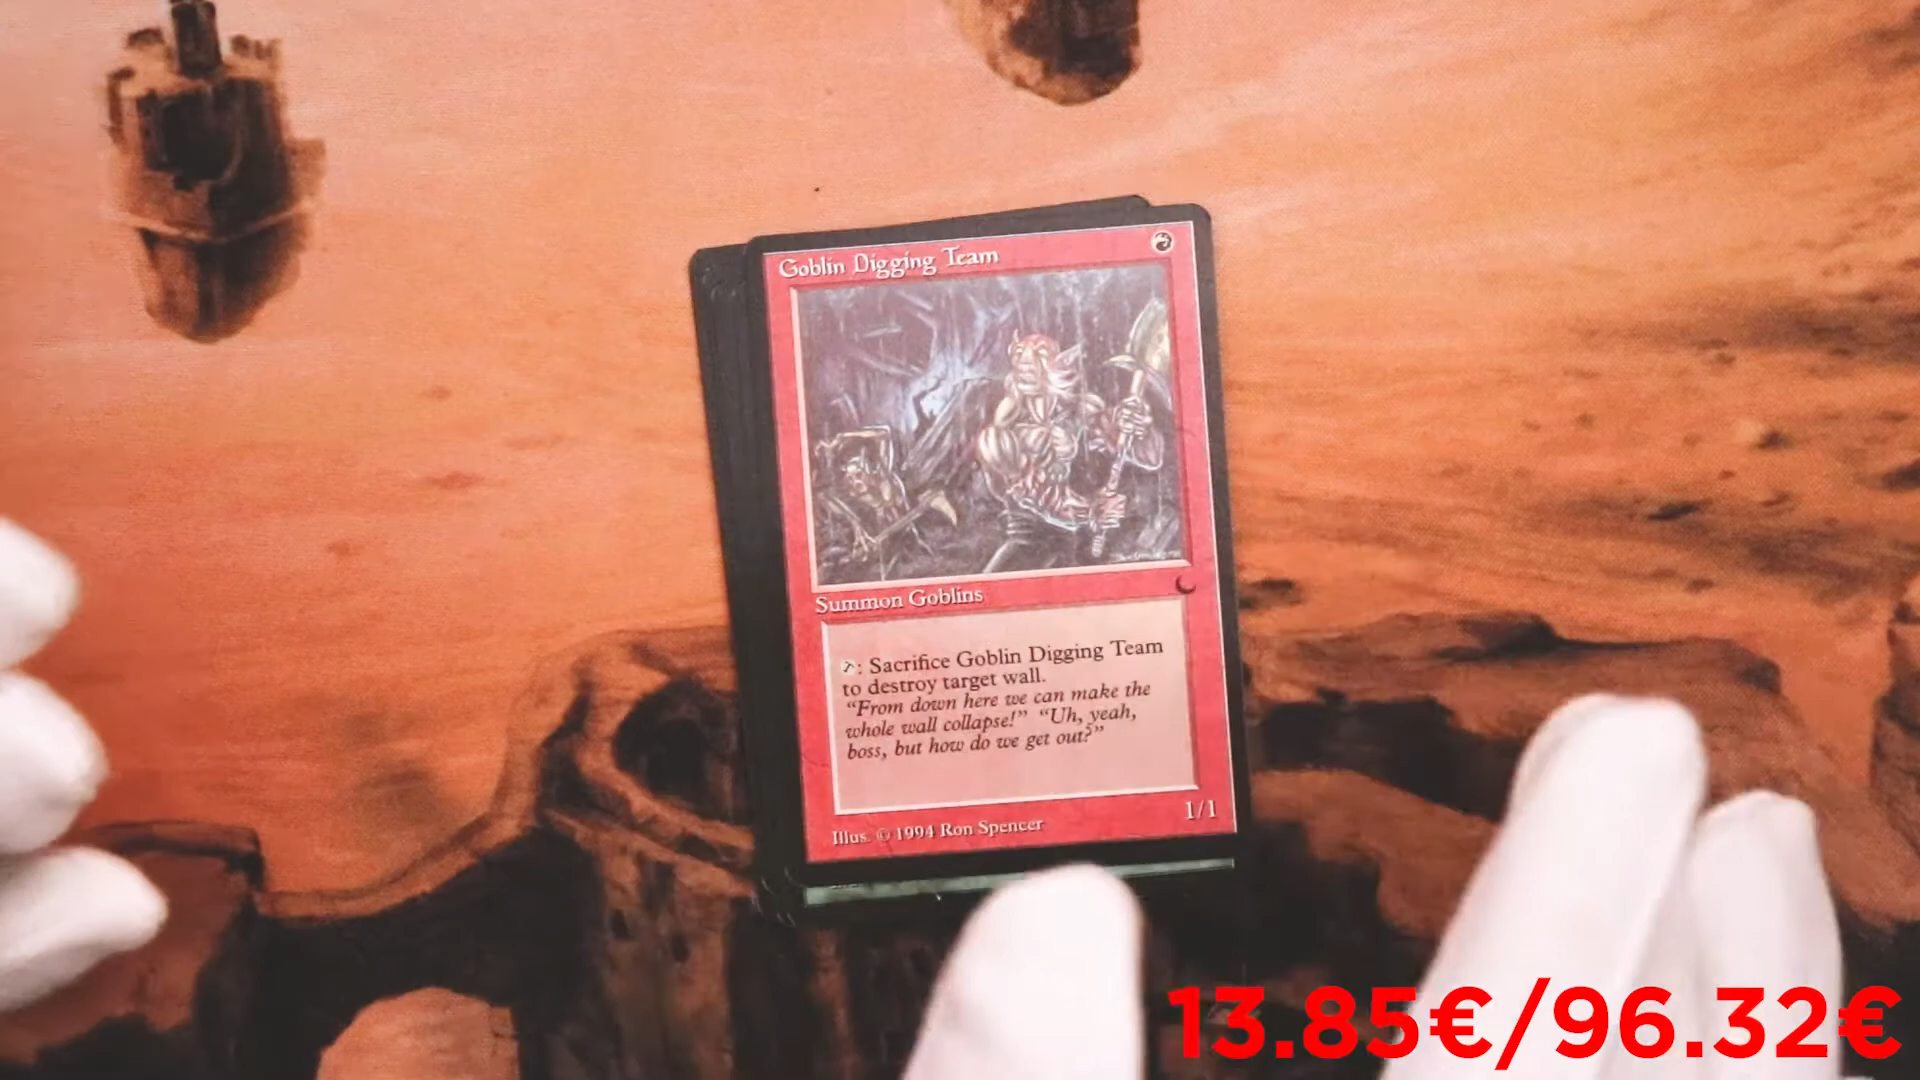 Goblin Digging Team
Summon Goblins
: Sacrifice Goblin Digging Team
to destroy target wall.
"From down here we can make the
whole wall collapse!" "Uh, yeah,
boss, but how do we get out?"
1/1
Illus. © 1994 Ron Spencer
13.85€/96.32€